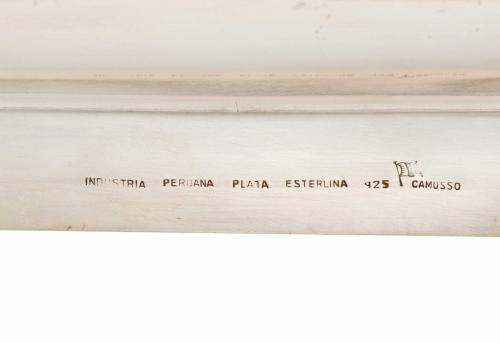 INDUSTRIA PERUANA PLATA ESTERLINA 925 CAMUSSO